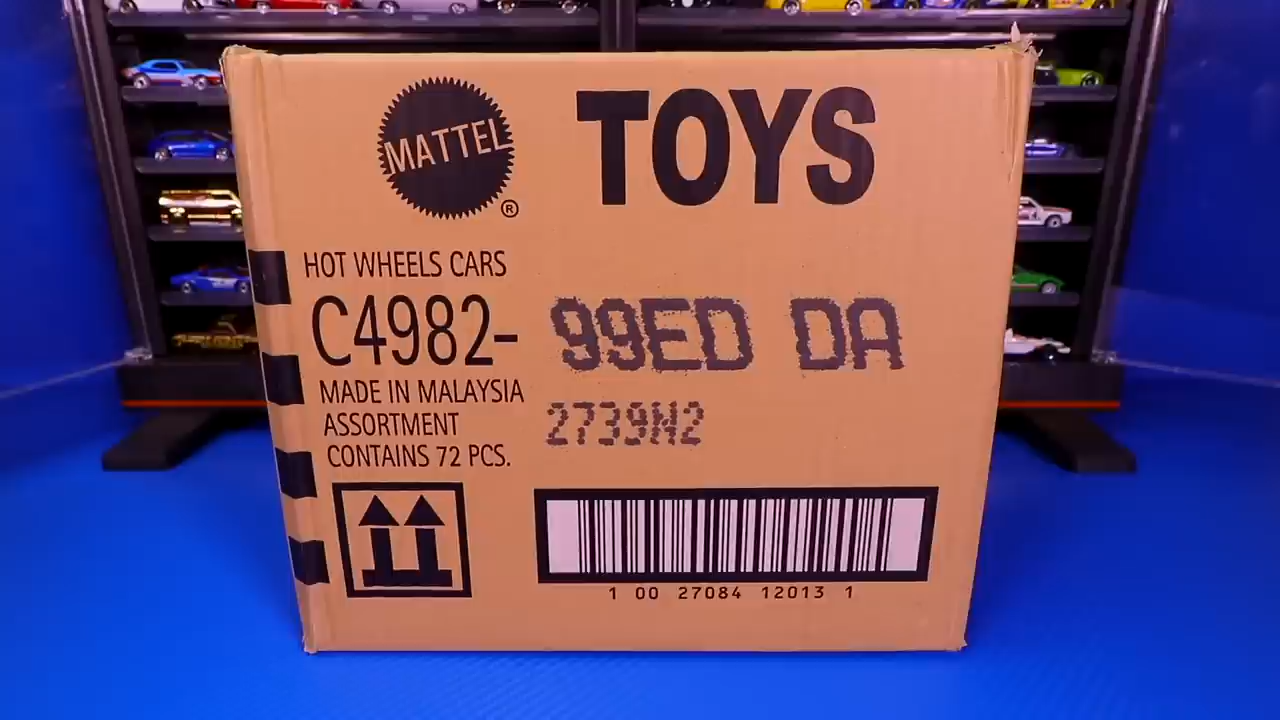 MATTEL ® TOYS
HOT WHEELS CARS
C4982- 99ED DA
MADE IN MALAYSIA
2739N2
ASSORTMENT
CONTAINS 72 PCS.
1 00 27084 12013 1